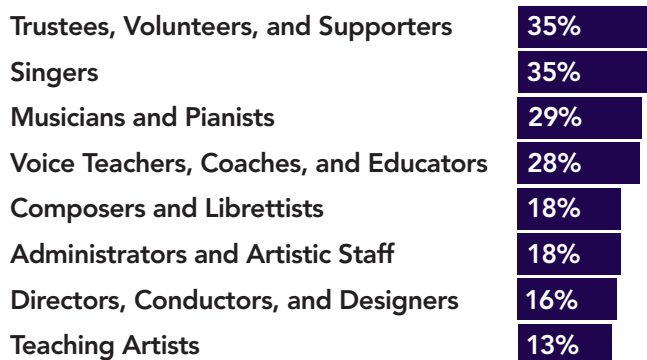 Trustees, Volunteers, and Supporters 35%
Singers 35%
Musicians and Pianists 29%
Voice Teachers, Coaches, and Educators 28%
Composers and Librettists 18%
Administrators and Artistic Staff 18%
Directors, Conductors, and Designers 16%
Teaching Artists 13%